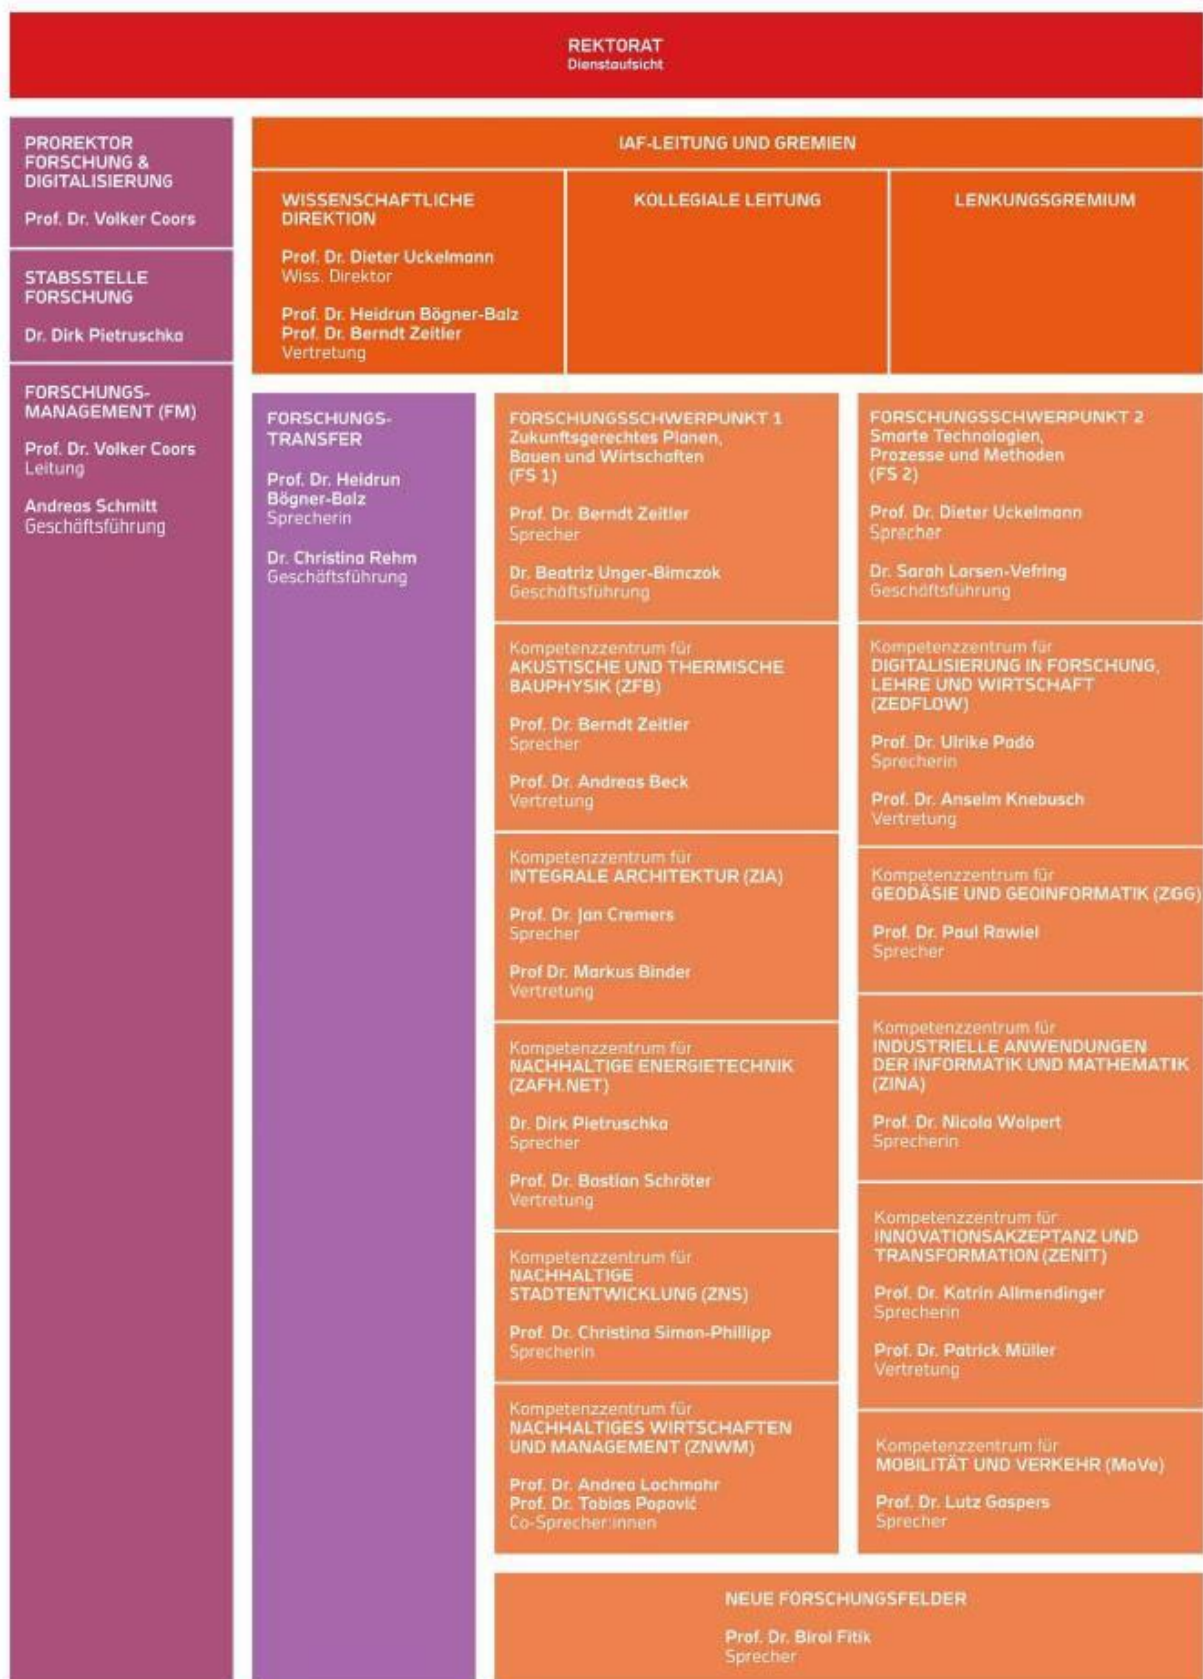 REKTORAT
Dienstaufsicht
PROREKTOR
FORSCHUNG &
DIGITALISIERUNG
Prof. Dr. Volker Coors
STABSSTELLE
FORSCHUNG
Dr. Dirk Pietruschka
FORSCHUNGS-
MANAGEMENT (FM)
Prof. Dr. Volker Coors
Leitung
Andreas Schmitt
Geschäftsführung
IAF-LEITUNG UND GREMIEN
WISSENSCHAFTLICHE
DIREKTION
Prof. Dr. Dieter Uckelmann
Wiss. Direktor
Prof. Dr. Heidrun Bögner-Balz
Prof. Dr. Berndt Zeitler
Vertretung
KOLLEGIALE LEITUNG
LENKUNGSGREMIUM
FORSCHUNGS-
TRANSFER
Prof. Dr. Heidrun
Bögner-Balz
Sprecherin
Dr. Christina Rehm
Geschäftsführung
FORSCHUNGSSCHWERPUNKT 1
Zukunftsgerechtes Planen,
Bauen und Wirtschaften
(FS 1)
Prof. Dr. Berndt Zeitler
Sprecher
Dr. Beatriz Unger-Bimczok
Geschäftsführung
Kompetenzzentrum für
AKUSTISCHE UND THERMISCHE
BAUPHYSIK (ZFB)
Prof. Dr. Berndt Zeitler
Sprecher
Prof. Dr. Andreas Beck
Vertretung
Kompetenzzentrum für
INTEGRALE ARCHITEKTUR (ZIA)
Prof. Dr. Jan Cremers
Sprecher
Prof Dr. Markus Binder
Vertretung
Kompetenzzentrum für
NACHHALTIGE ENERGIETECHNIK
(ZAFH.NET)
Dr. Dirk Pietruschka
Sprecher
Prof. Dr. Bastian Schröter
Vertretung
Kompetenzzentrum für
NACHHALTIGE
STADTENTWICKLUNG (ZNS)
Prof. Dr. Christina Simon-Phillipp
Sprecherin
Kompetenzzentrum für
NACHHALTIGES WIRTSCHAFTEN
UND MANAGEMENT (ZNWM)
Prof. Dr. Andrea Lochmahr
Prof. Dr. Tobias Popović
Co-Sprecher:innen
FORSCHUNGSSCHWERPUNKT 2
Smarte Technologien,
Prozesse und Methoden
(FS 2)
Prof. Dr. Dieter Uckelmann
Sprecher
Dr. Sarah Larsen-Vefring
Geschäftsführung
Kompetenzzentrum für
DIGITALISIERUNG IN FORSCHUNG,
LEHRE UND WIRTSCHAFT
(ZEDFLOW)
Prof. Dr. Ulrike Padó
Sprecherin
Prof. Dr. Anselm Knebusch
Vertretung
Kompetenzzentrum für
GEODÄSIE UND GEOINFORMATIK (ZGG)
Prof. Dr. Paul Rawiel
Sprecher
Kompetenzzentrum für
INDUSTRIELLE ANWENDUNGEN
DER INFORMATIK UND MATHEMATIK
(ZINA)
Prof. Dr. Nicola Wolpert
Sprecherin
Kompetenzzentrum für
INNOVATIONSAKZEPTANZ UND
TRANSFORMATION (ZENIT)
Prof. Dr. Katrin Allmendinger
Sprecherin
Prof. Dr. Patrick Müller
Vertretung
Kompetenzzentrum für
MOBILITÄT UND VERKEHR (MoVe)
Prof. Dr. Lutz Gaspers
Sprecher
NEUE FORSCHUNGSFELDER
Prof. Dr. Birol Fitik
Sprecher